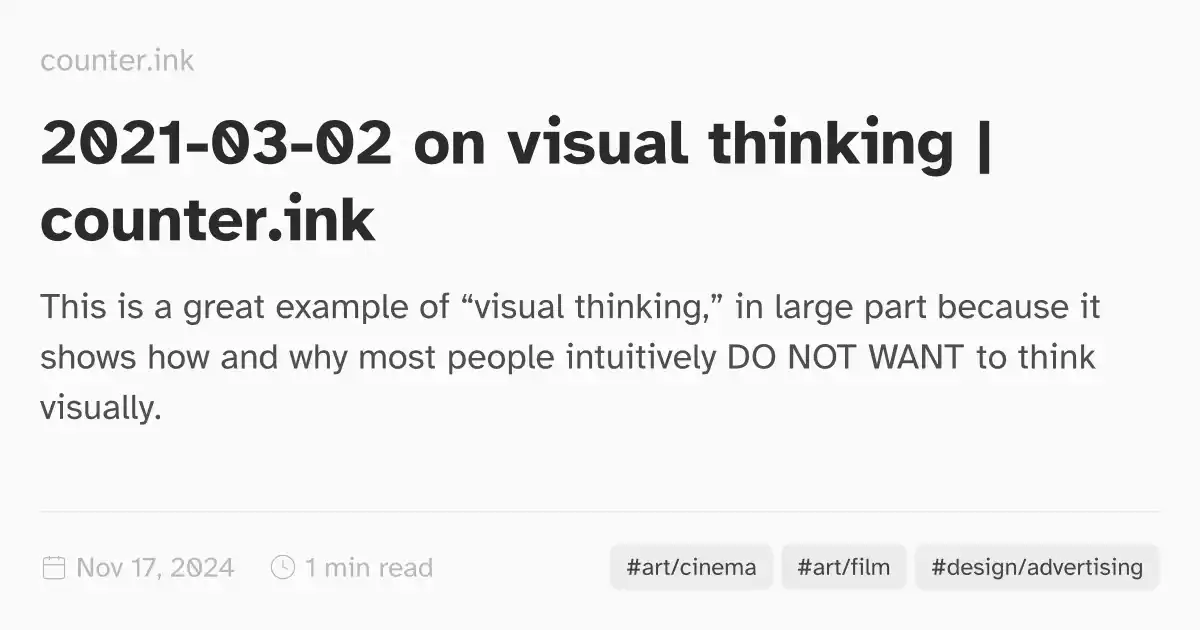 counter.ink
2021-03-02 on visual thinking |
counter.ink
This is a great example of “visual thinking,” in large part because it
shows how and why most people intuitively DO NOT WANT to think
visually.
Nov 17, 2024 1 min read #art/cinema #art/film #design/advertising